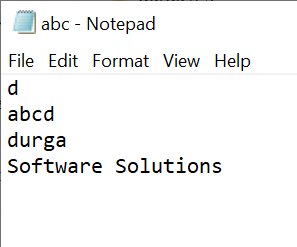 abc - Notepad
File Edit Format View Help
d
abcd
durga
Software Solutions